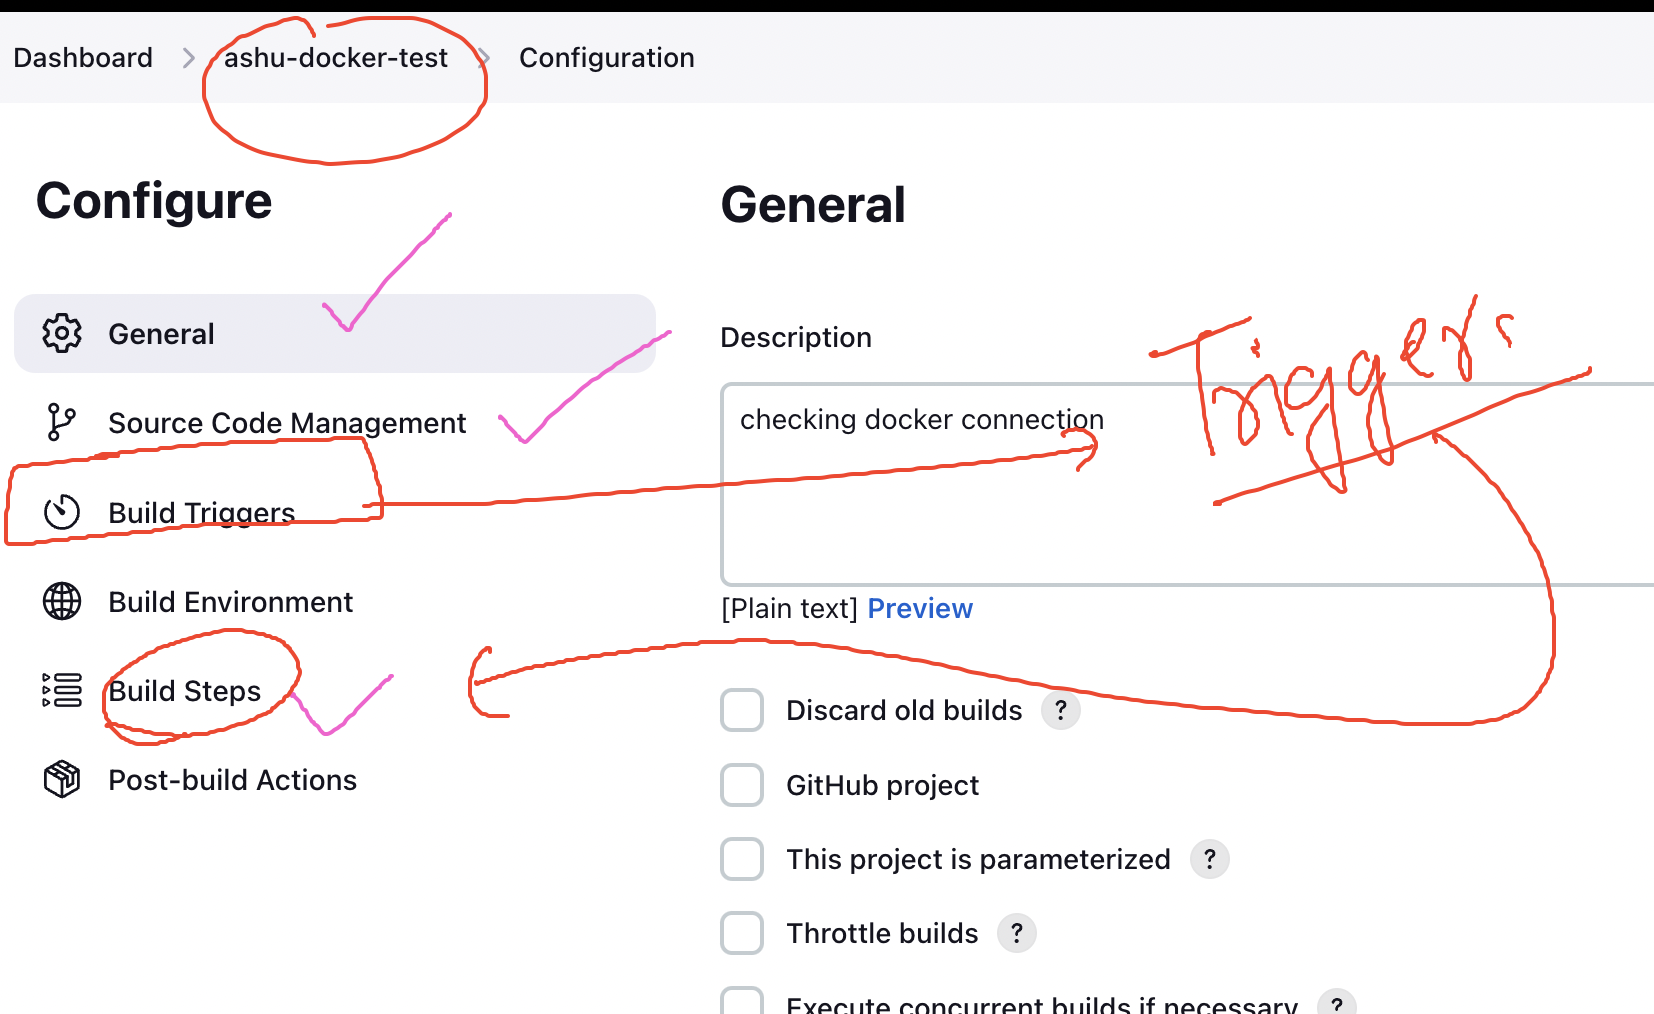 Dashboard > ashu-docker-test > Configuration
Configure
General
Source Code Management
Build Triggers
Build Environment
Build Steps
Post-build Actions
General
Description
checking docker connection
Triggers
[Plain text] Preview
Discard old builds ?
GitHub project
This project is parameterized ?
Throttle builds ?
Execute concurrent builds if necessary ?